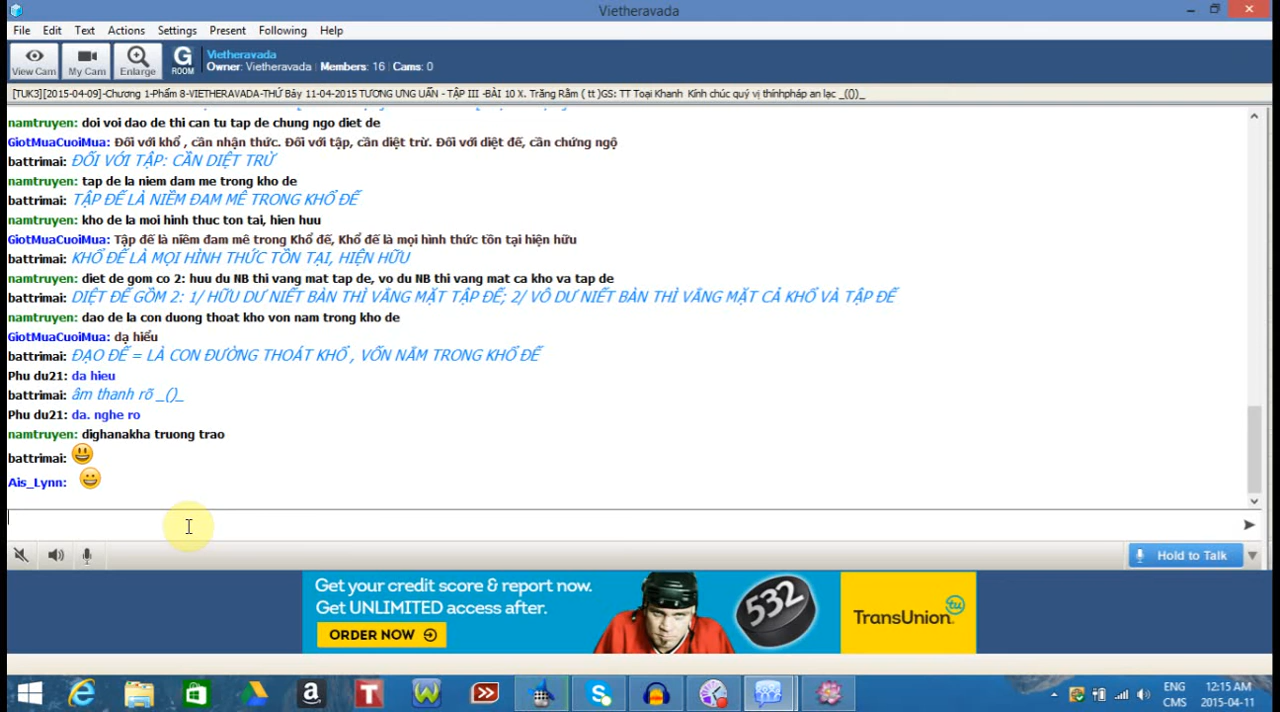 Vietheravada
File Edit Text Actions Settings Present Following Help
View Cam My Cam Enlarge G ROOM Vietheravada
Owner: Vietheravada Members: 16 Cams: 0
[TUK3][2015-04-09]-Chương 1-Phẩm 8-VIETHERAVADA-THỨ Bảy 11-04-2015 TƯƠNG ƯNG UẨN - TẬP III -BÀI 10 X. Trăng Rằm ( tt )GS: TT Toại Khanh Kính chúc quý vị thínhpháp an lạc _(())_
namtruyen: doi voi dao de thi can tu tap de chung ngo diet de
GiotMuaCuoiMua: Đối với khổ , cần nhận thức. Đối với tập, cần diệt trừ. Đối với diệt đế, cần chứng ngộ
battrimai: ĐỐI VỚI TẬP: CẦN DIỆT TRỪ
namtruyen: tap de la niem dam me trong kho de
battrimai: TẬP ĐẾ LÀ NIỀM ĐAM MÊ TRONG KHỔ ĐẾ
namtruyen: kho de la moi hinh thuc ton tai, hien huu
GiotMuaCuoiMua: Tập đế là niềm đam mê trong Khổ đế, Khổ đế là mọi hình thức tồn tại hiện hữu
battrimai: KHỔ ĐẾ LÀ MỌI HÌNH THỨC TỒN TẠI, HIỆN HỮU
namtruyen: diet de gom co 2: huu du NB thi vang mat tap de, vo du NB thi vang mat ca kho va tap de
battrimai: DIỆT ĐẾ GỒM 2: 1/ HỮU DƯ NIẾT BÀN THÌ VẮNG MẶT TẬP ĐẾ; 2/ VÔ DƯ NIẾT BÀN THÌ VẮNG MẶT CẢ KHỔ VÀ TẬP ĐẾ
namtruyen: dao de la con duong thoat kho von nam trong kho de
GiotMuaCuoiMua: dạ hiểu
battrimai: ĐẠO ĐẾ = LÀ CON ĐƯỜNG THOÁT KHỔ , VỐN NẰM TRONG KHỔ ĐẾ
Phu du21: da hieu
battrimai: âm thanh rõ _()_
Phu du21: da. nghe ro
namtruyen: dighanakha truong trao
battrimai:
Ais_Lynn:
Hold to Talk
Get your credit score & report now.
Get UNLIMITED access after.
ORDER NOW
532
TransUnion tu
ENG 12:15 AM
CMS 2015-04-11